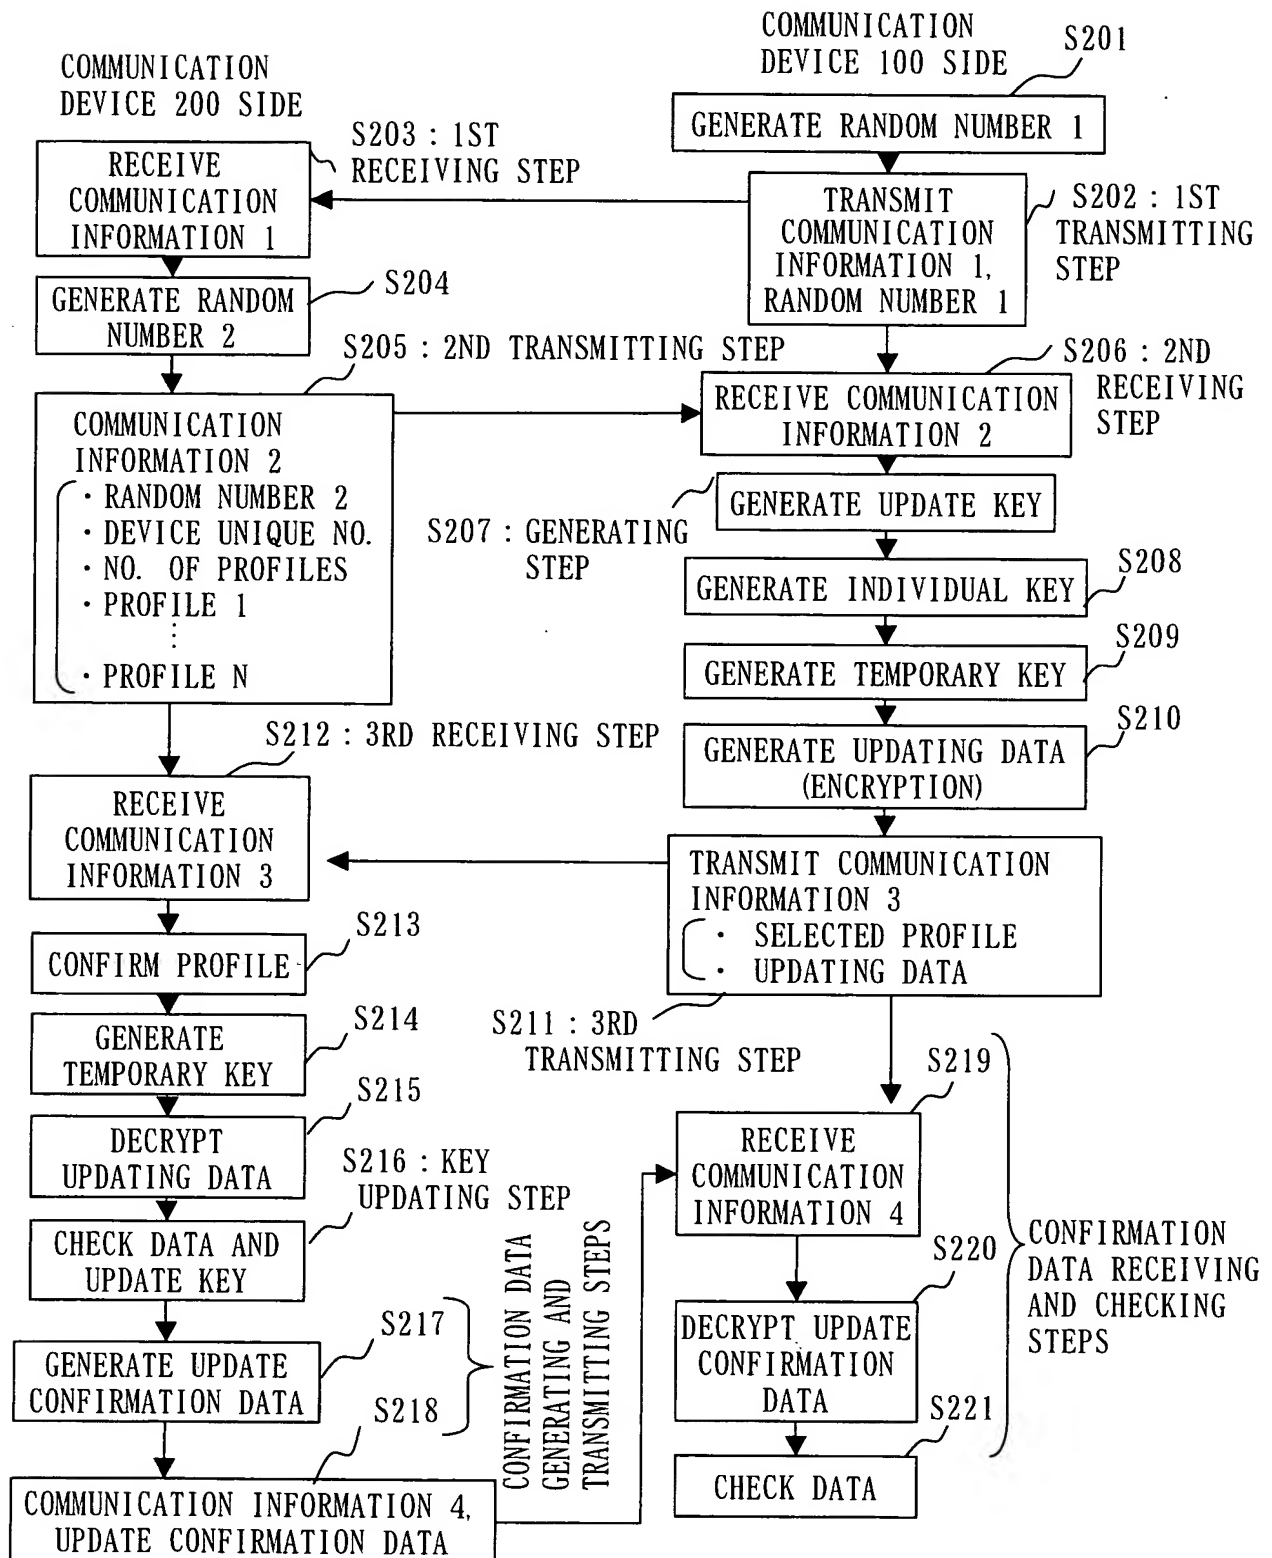 COMMUNICATION
DEVICE 200 SIDE
COMMUNICATION
DEVICE 100 SIDE
S201
GENERATE RANDOM NUMBER 1
S203 : 1ST
RECEIVING STEP
RECEIVE
COMMUNICATION
INFORMATION 1
TRANSMIT
COMMUNICATION
INFORMATION 1,
RANDOM NUMBER 1
S202 : 1ST
TRANSMITTING
STEP
S204
GENERATE RANDOM
NUMBER 2
S205 : 2ND TRANSMITTING STEP
S206 : 2ND
RECEIVING
STEP
RECEIVE COMMUNICATION
INFORMATION 2
COMMUNICATION
INFORMATION 2
· RANDOM NUMBER 2
· DEVICE UNIQUE NO.
· NO. OF PROFILES
· PROFILE 1
⋮
· PROFILE N
S207 : GENERATING
STEP
GENERATE UPDATE KEY
S208
GENERATE INDIVIDUAL KEY
S209
GENERATE TEMPORARY KEY
S210
GENERATE UPDATING DATA
(ENCRYPTION)
S212 : 3RD RECEIVING STEP
RECEIVE
COMMUNICATION
INFORMATION 3
TRANSMIT COMMUNICATION
INFORMATION 3
· SELECTED PROFILE
· UPDATING DATA
S211 : 3RD
TRANSMITTING STEP
S213
CONFIRM PROFILE
S214
GENERATE
TEMPORARY KEY
S215
DECRYPT
UPDATING DATA
S216 : KEY
UPDATING STEP
CHECK DATA AND
UPDATE KEY
S217
GENERATE UPDATE
CONFIRMATION DATA
S218
COMMUNICATION INFORMATION 4,
UPDATE CONFIRMATION DATA
CONFIRMATION DATA
GENERATING AND
TRANSMITTING STEPS
S219
RECEIVE
COMMUNICATION
INFORMATION 4
S220
DECRYPT UPDATE
CONFIRMATION
DATA
S221
CHECK DATA
CONFIRMATION
DATA RECEIVING
AND CHECKING
STEPS